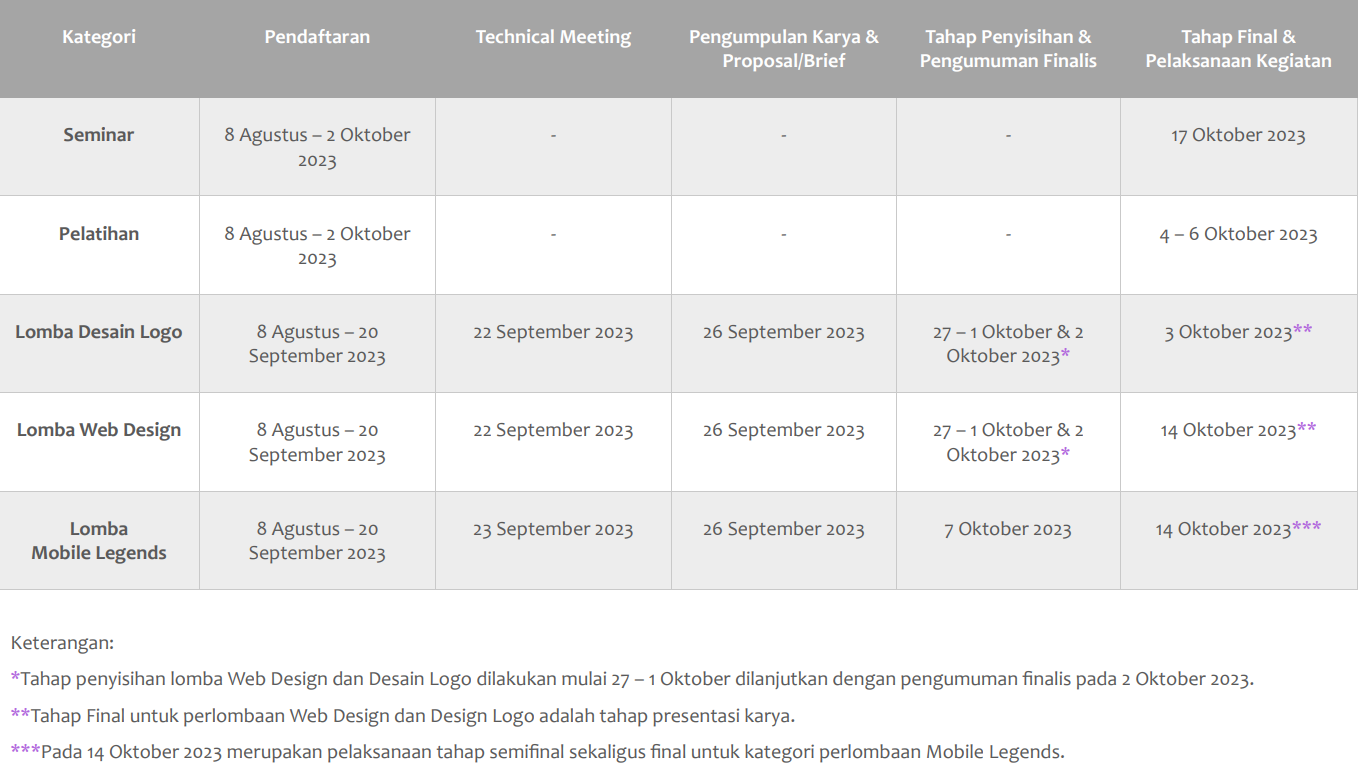 Kategori
Pendaftaran
Technical Meeting
Pengumpulan Karya &
Proposal/Brief
Tahap Penyisihan &
Pengumuman Finalis
Tahap Final &
Pelaksanaan Kegiatan
Seminar
8 Agustus – 2 Oktober
2023
-
-
-
17 Oktober 2023
Pelatihan
8 Agustus – 2 Oktober
2023
-
-
-
4 – 6 Oktober 2023
Lomba Desain Logo
8 Agustus – 20
September 2023
22 September 2023
26 September 2023
27 – 1 Oktober & 2
Oktober 2023*
3 Oktober 2023**
Lomba Web Design
8 Agustus – 20
September 2023
22 September 2023
26 September 2023
27 – 1 Oktober & 2
Oktober 2023*
14 Oktober 2023**
Lomba
Mobile Legends
8 Agustus – 20
September 2023
23 September 2023
26 September 2023
7 Oktober 2023
14 Oktober 2023***
Keterangan:
*Tahap penyisihan lomba Web Design dan Desain Logo dilakukan mulai 27 – 1 Oktober dilanjutkan dengan pengumuman finalis pada 2 Oktober 2023.
**Tahap Final untuk perlombaan Web Design dan Design Logo adalah tahap presentasi karya.
***Pada 14 Oktober 2023 merupakan pelaksanaan tahap semifinal sekaligus final untuk kategori perlombaan Mobile Legends.